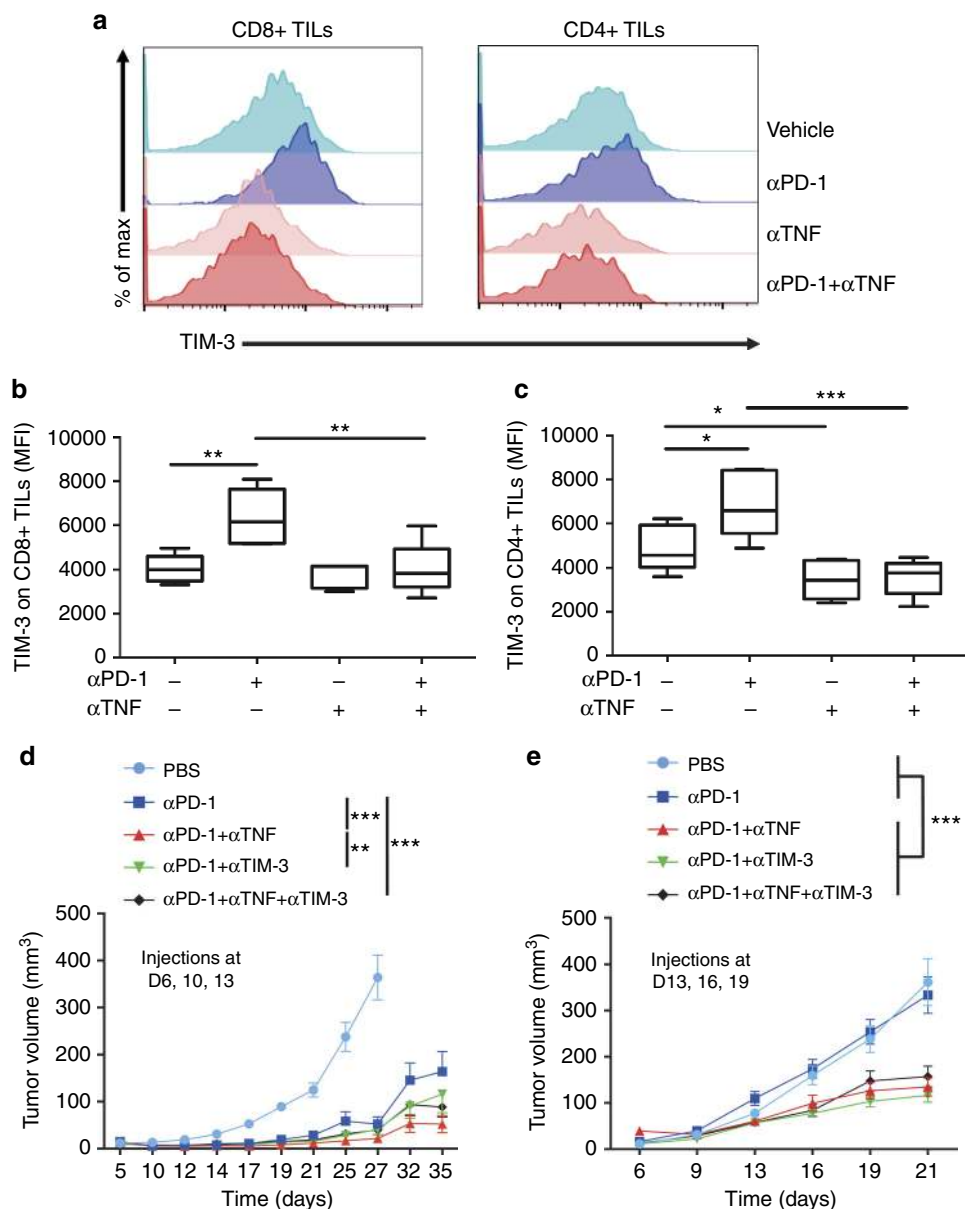 a
CD8+ TILs
CD4+ TILs
% of max
Vehicle
αPD-1
αTNF
αPD-1+αTNF
TIM-3
b
TIM-3 on CD8+ TILs (MFI)
10000
8000
6000
4000
2000
0
**
**
αPD-1 – + – +
αTNF – – + +
c
TIM-3 on CD4+ TILs (MFI)
10000
8000
6000
4000
2000
0
***
*
*
αPD-1 – + – +
αTNF – – + +
d
PBS
αPD-1
αPD-1+αTNF
αPD-1+αTIM-3
αPD-1+αTNF+αTIM-3
***
**
***
Tumor volume (mm³)
500
400
300
200
100
0
Injections at
D6, 10, 13
5 10 12 14 17 19 21 25 27 32 35
Time (days)
e
PBS
αPD-1
αPD-1+αTNF
αPD-1+αTIM-3
αPD-1+αTNF+αTIM-3
***
Tumor volume (mm³)
500
400
300
200
100
0
Injections at
D13, 16, 19
6 9 13 16 19 21
Time (days)